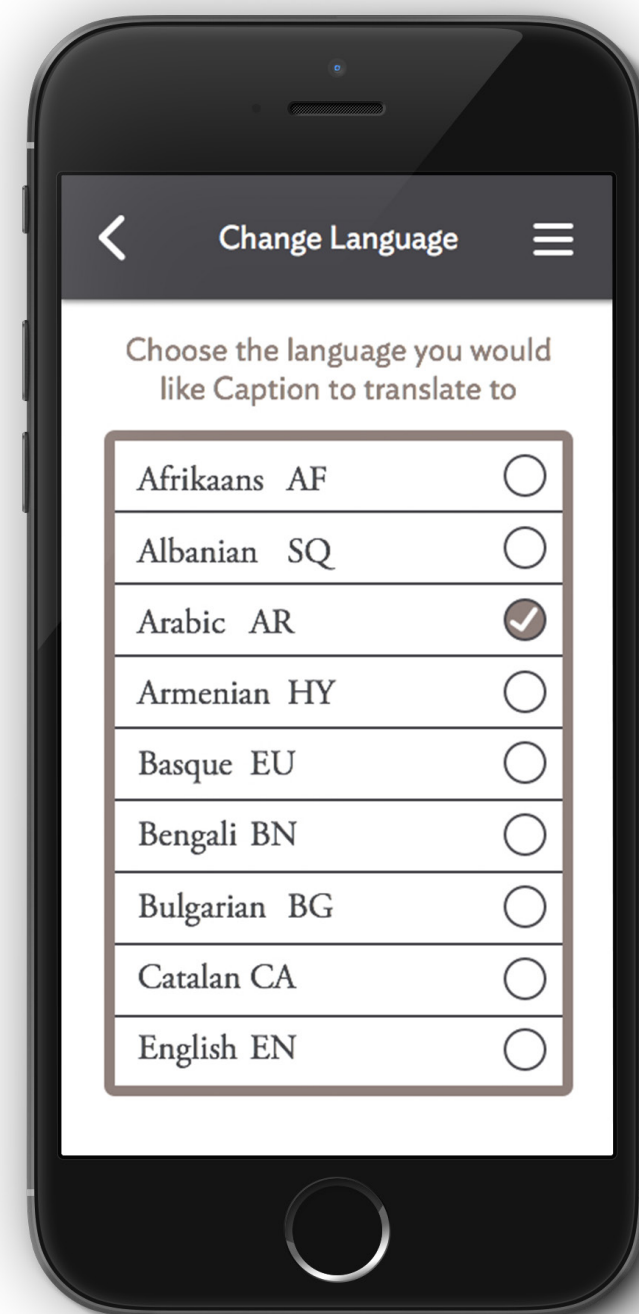 Change Language
Choose the language you would
like Caption to translate to
Afrikaans AF
Albanian SQ
Arabic AR
Armenian HY
Basque EU
Bengali BN
Bulgarian BG
Catalan CA
English EN